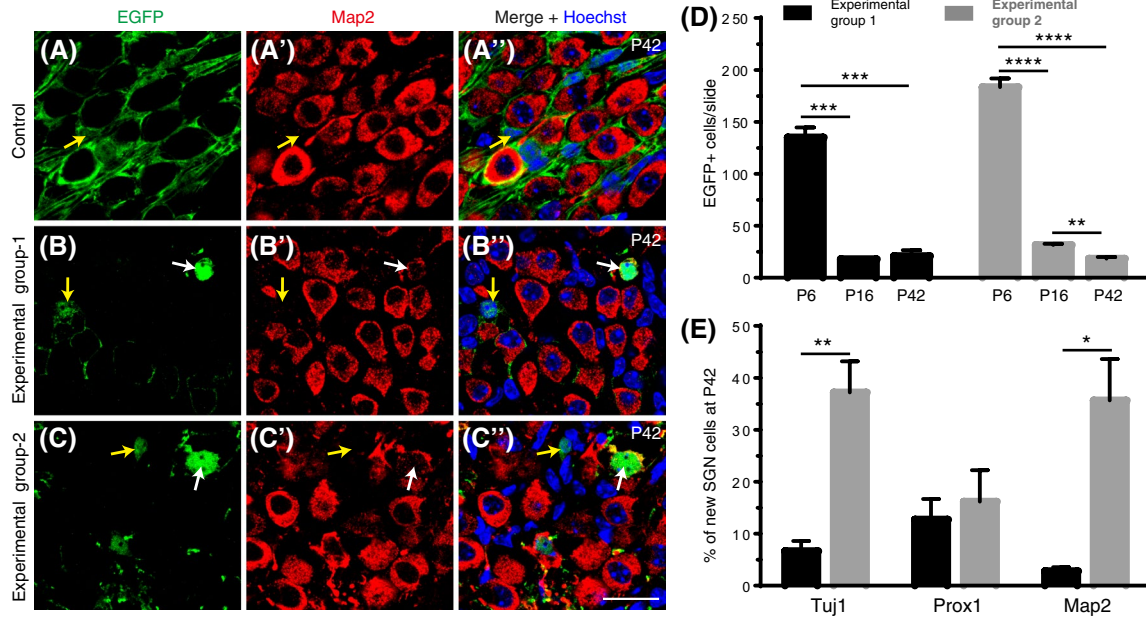 EGFP
Map2
Merge + Hoechst
Control
(A)
(A')
(A'')
P42
Experimental group-1
(B)
(B')
(B'')
P42
Experimental group-2
(C)
(C')
(C'')
P42
(D)
Experimental
group 1
Experimental
group 2
EGFP+ cells/slide
250
200
150
100
50
0
***
***
****
****
**
P6
P16
P42
P6
P16
P42
(E)
% of new SGN cells at P42
50
40
30
20
10
0
**
*
Tuj1
Prox1
Map2